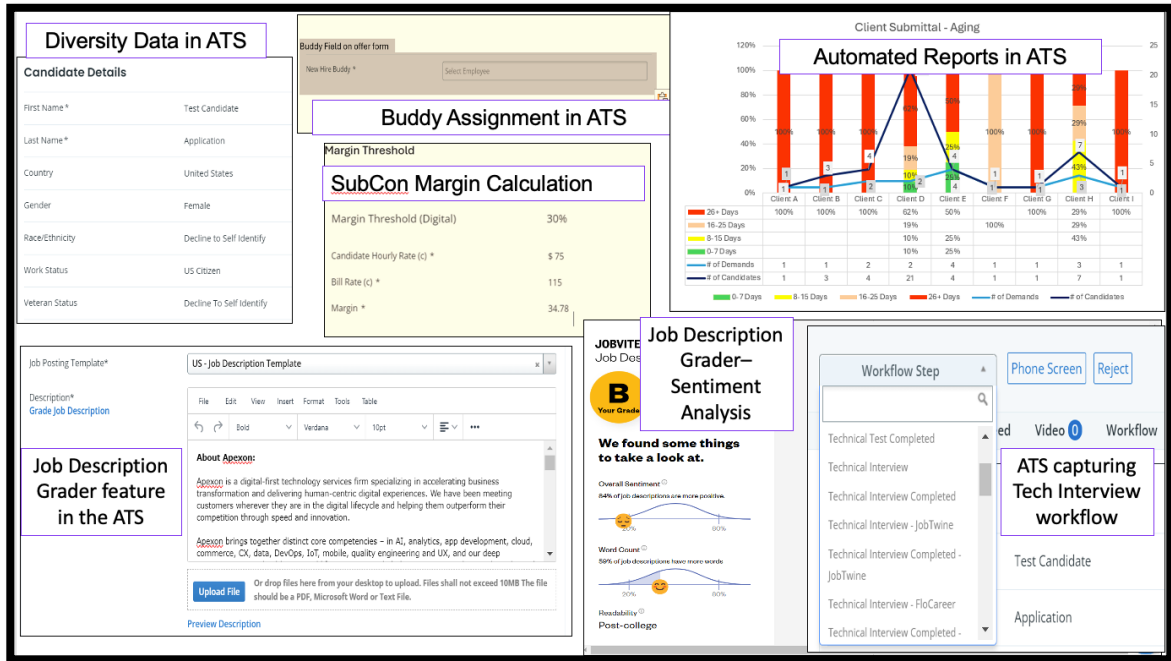 Diversity Data in ATS
Candidate Details
First Name * Test Candidate
Last Name * Application
Country United States
Gender Female
Race/Ethnicity Decline to Self Identify
Work Status US Citizen
Veteran Status Decline To Self Identify
Buddy Field on offer form
New Hire Buddy * Select Employee
Buddy Assignment in ATS
Margin Threshold
SubCon Margin Calculation
Margin Threshold (Digital) 30%
Candidate Hourly Rate (c) * $ 75
Bill Rate (c) * 115
Margin * 34.78
Client Submittal - Aging
Automated Reports in ATS
120%
100%
80%
60%
40%
20%
0%
25
20
15
10
5
0
Client A Client B Client C Client D Client E Client F Client G Client H Client I
26+ Days 100% 100% 100% 62% 50% 100% 29% 100%
16-25 Days 19% 100% 29%
8-15 Days 10% 25% 43%
0-7 Days 10% 25%
# of Demands 1 1 2 2 4 1 1 3 1
# of Candidates 1 3 4 21 4 1 1 7 1
0-7 Days 8-15 Days 16-25 Days 26+ Days # of Demands # of Candidates
Job Posting Template* US - Job Description Template
Description*
Grade Job Description
File Edit View Insert Format Tools Table
Bold Verdana 10pt
Job Description
Grader feature
in the ATS
About Apexon:
Apexon is a digital-first technology services firm specializing in accelerating business
transformation and delivering human-centric digital experiences. We have been meeting
customers wherever they are in the digital lifecycle and helping them outperform their
competition through speed and innovation.
Apexon brings together distinct core competencies – in AI, analytics, app development, cloud,
commerce, CX, data, DevOps, IoT, mobile, quality engineering and UX, and our deep
Upload File
Or drop files here from your desktop to upload. Files shall not exceed 10MB The file
should be a PDF, Microsoft Word or Text File.
Preview Description
JOBVITE
Job Des
Job Description
Grader–
Sentiment
Analysis
B
Your Grade
We found some things
to take a look at.
Overall Sentiment
84% of job descriptions are more positive.
20% 60%
Word Count
59% of job descriptions have more words.
20% 60%
Readability
Post-college
Workflow Step
Phone Screen Reject
Technical Test Completed
Technical Interview
Technical Interview Completed
Technical Interview - JobTwine
Technical Interview Completed -
JobTwine
Technical Interview - FloCareer
Technical Interview Completed -
ed Video 0 Workflow
ATS capturing
Tech Interview
workflow
Test Candidate
Application